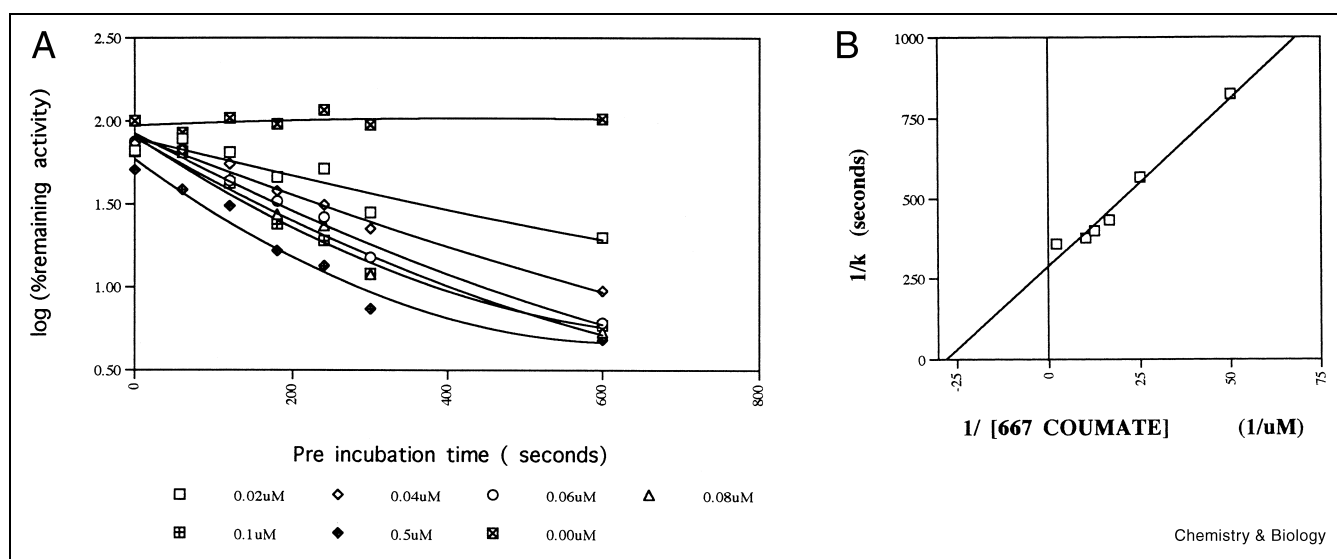 A
2.50
2.00
1.50
1.00
0.50
log (%remaining activity)
0
200
400
600
800
Pre incubation time ( seconds)
0.02uM 0.04uM 0.06uM 0.08uM
0.1uM 0.5uM 0.00uM
B
1000
750
500
250
0
1/k (seconds)
-25
0
25
50
75
1/ [667 COUMATE] (1/uM)
Chemistry & Biology